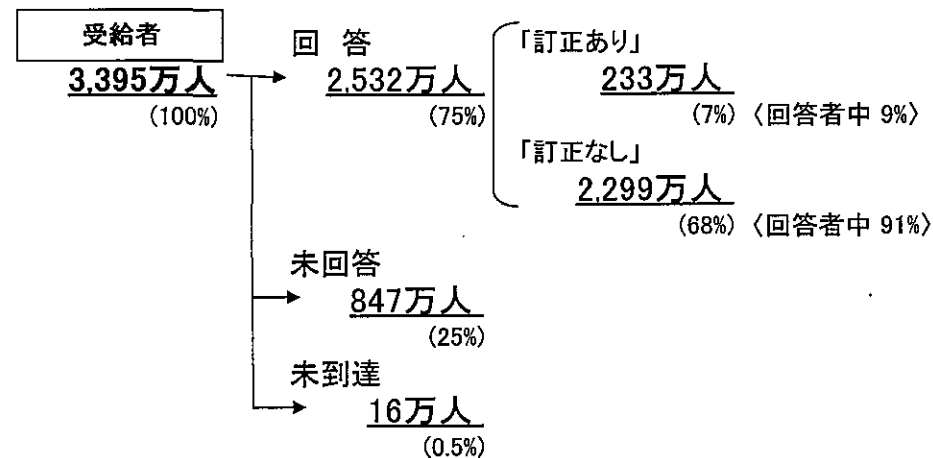 受給者
3,395万人
(100%)
回 答
2,532万人
(75%)
「訂正あり」
233万人
(7%) 〈回答者中 9%〉
「訂正なし」
2,299万人
(68%) 〈回答者中 91%〉
未回答
847万人
(25%)
未到達
16万人
(0.5%)